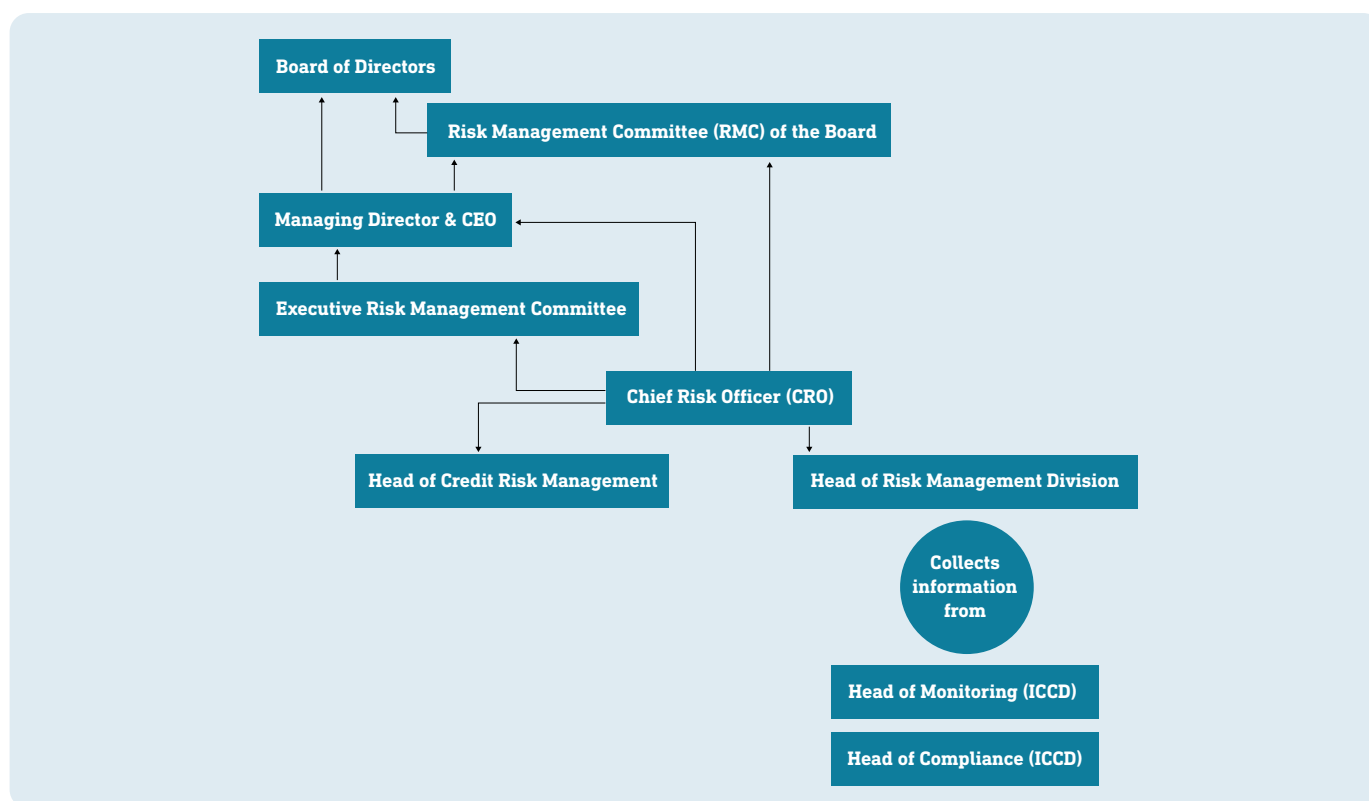 Board of Directors
Risk Management Committee (RMC) of the Board
Managing Director & CEO
Executive Risk Management Committee
Chief Risk Officer (CRO)
Head of Credit Risk Management
Head of Risk Management Division
Collects
information
from
Head of Monitoring (ICCD)
Head of Compliance (ICCD)